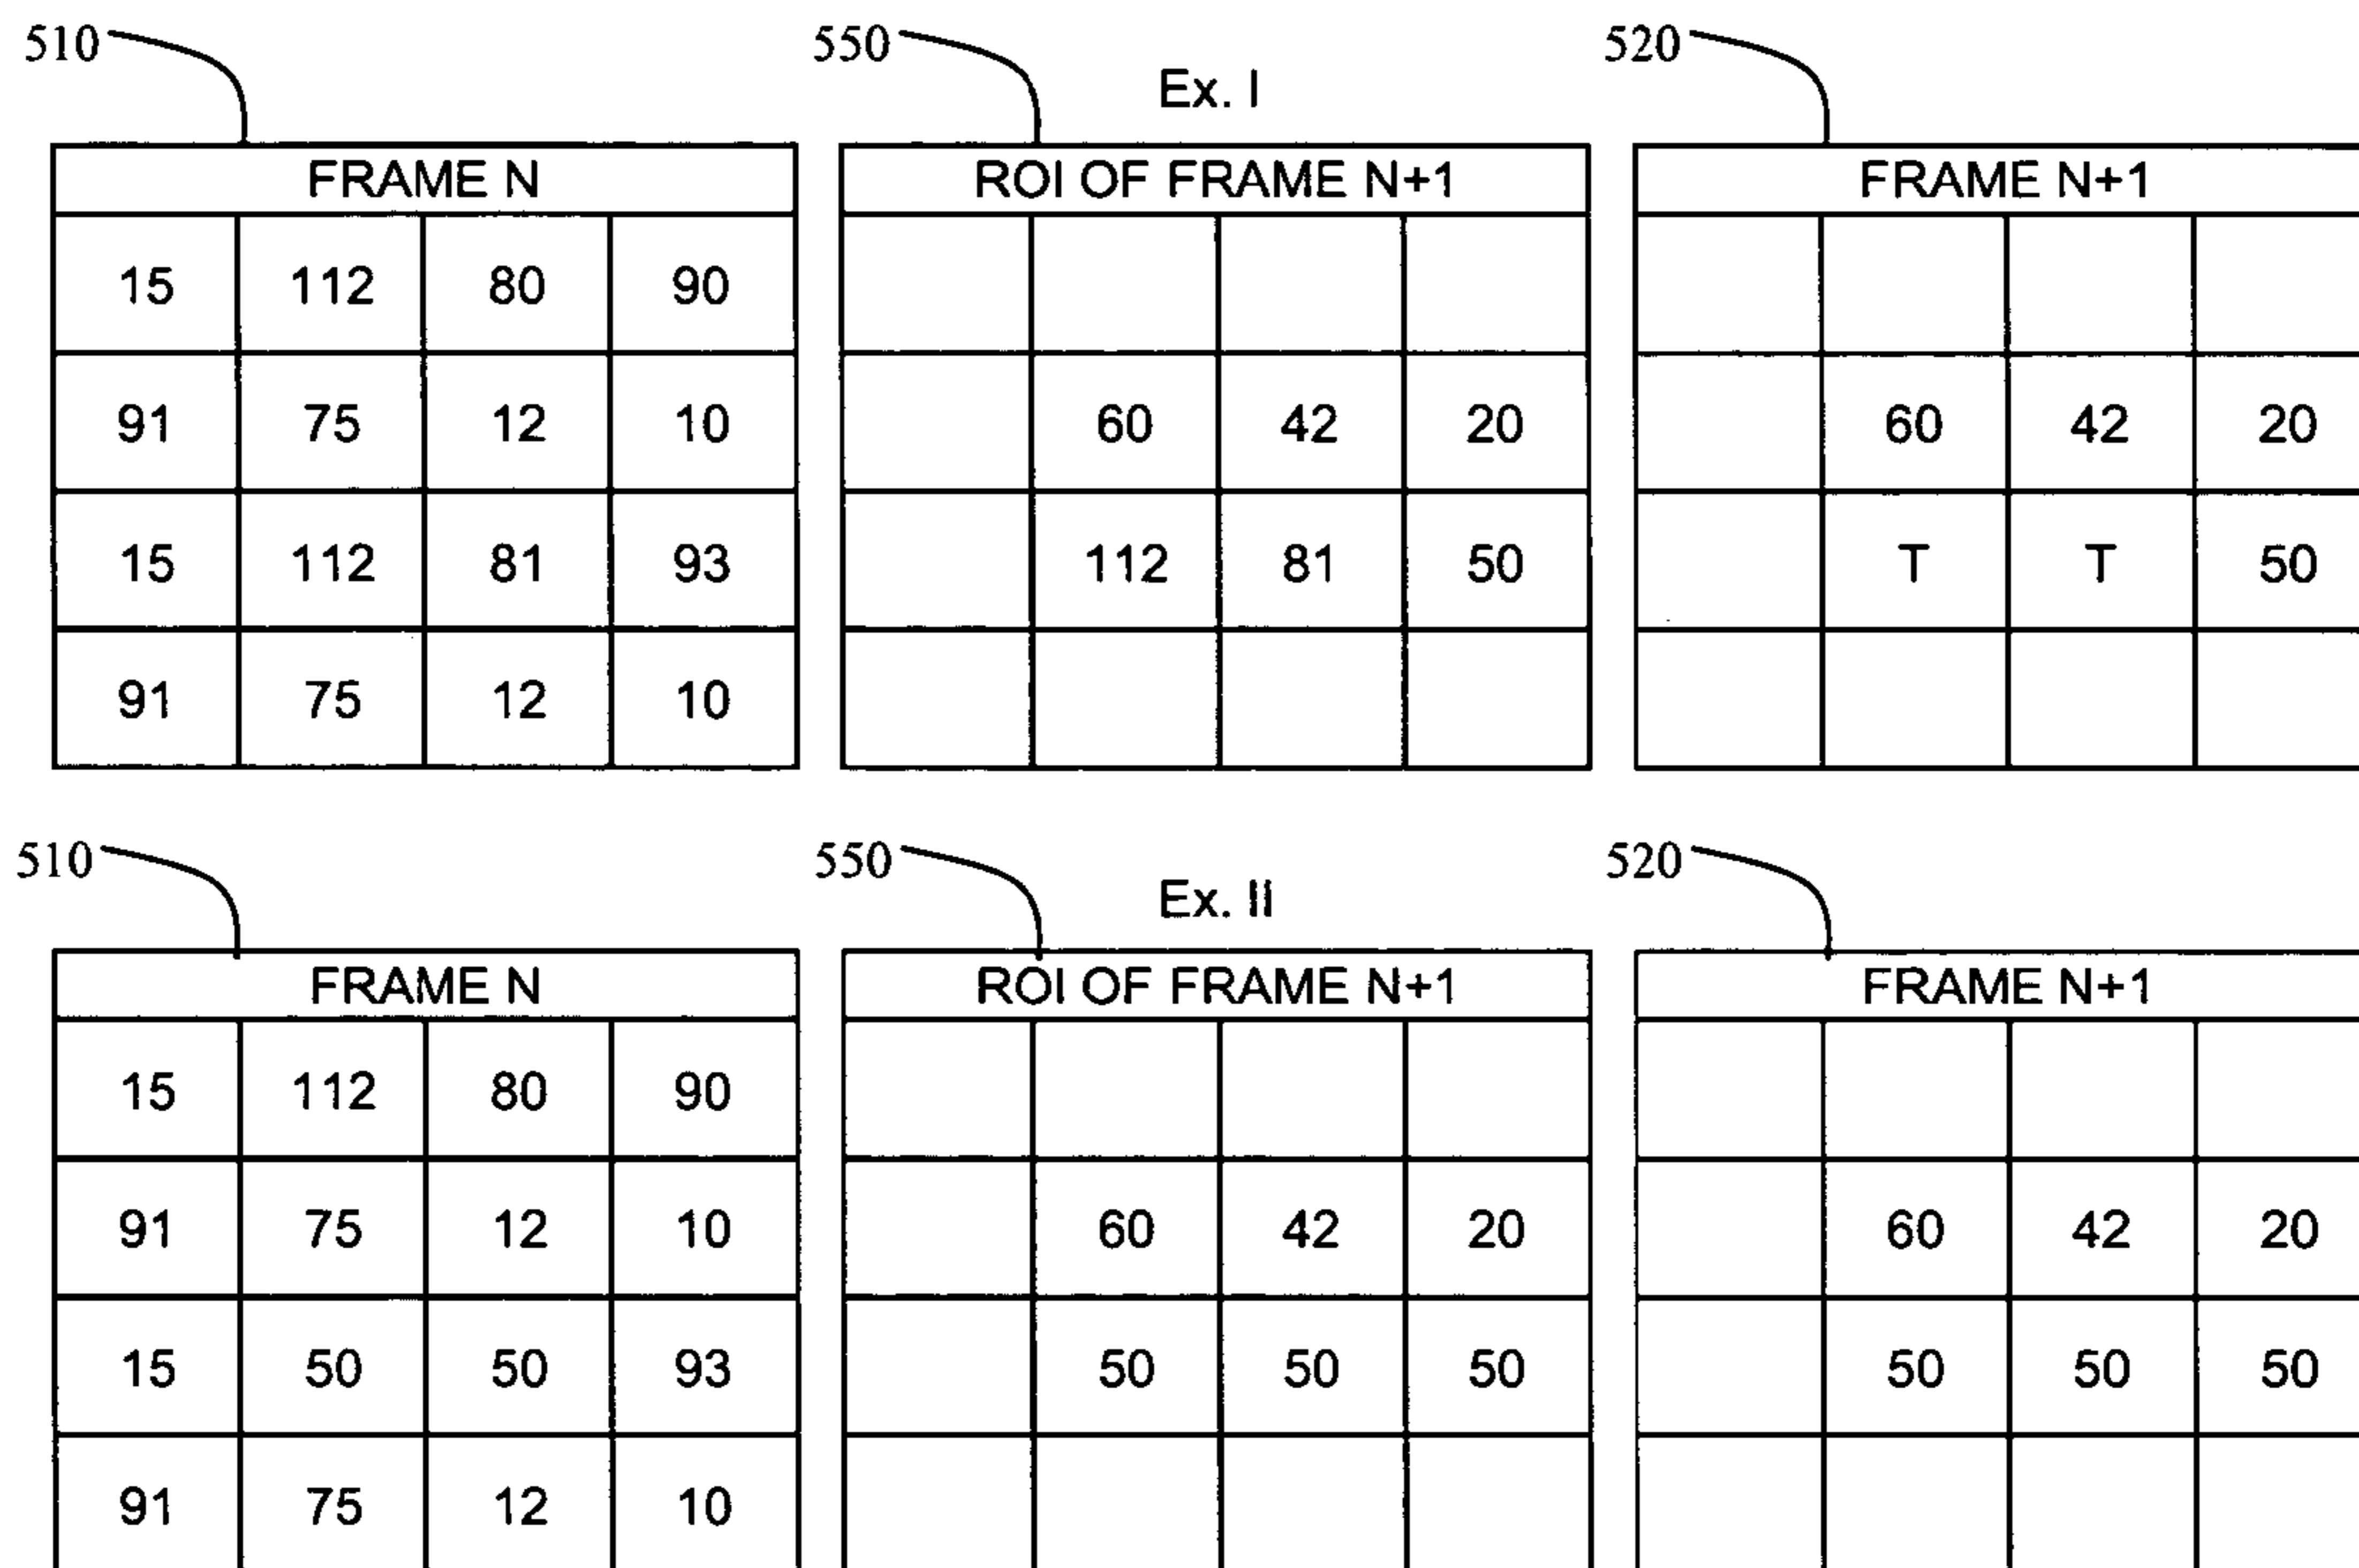 510 550 520
Ex. I
FRAME N ROI OF FRAME N+1 FRAME N+1
15 112 80 90
91 75 12 10 60 42 20 60 42 20
15 112 81 93 112 81 50 T T 50
91 75 12 10
510 550 520
Ex. II
FRAME N ROI OF FRAME N+1 FRAME N+1
15 112 80 90
91 75 12 10 60 42 20 60 42 20
15 50 50 93 50 50 50 50 50 50
91 75 12 10